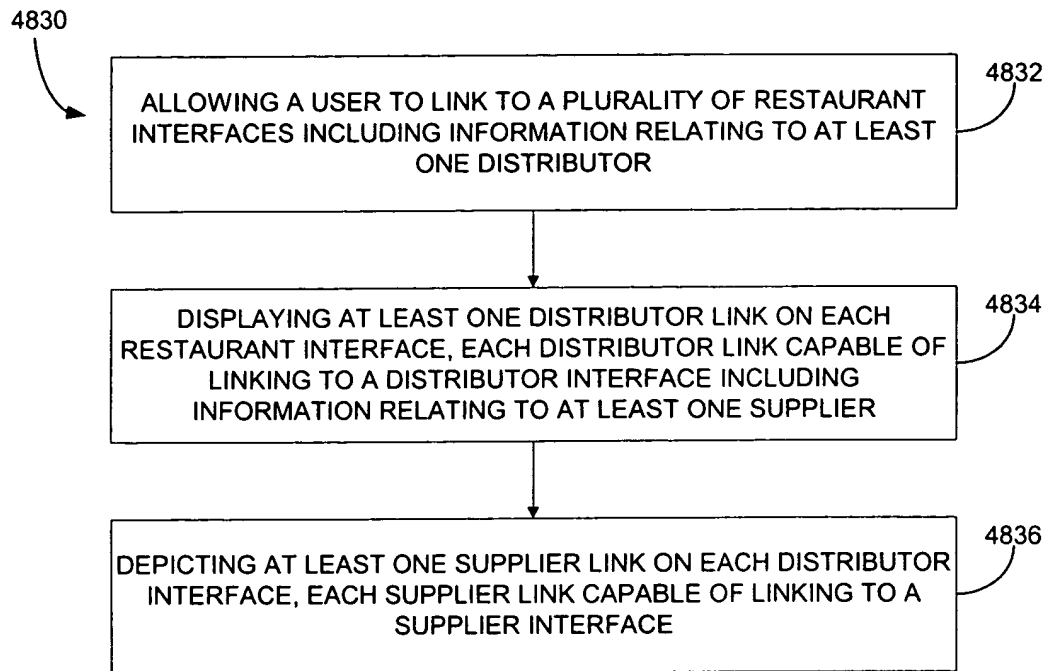 4830
ALLOWING A USER TO LINK TO A PLURALITY OF RESTAURANT
INTERFACES INCLUDING INFORMATION RELATING TO AT LEAST
ONE DISTRIBUTOR
4832
DISPLAYING AT LEAST ONE DISTRIBUTOR LINK ON EACH
RESTAURANT INTERFACE, EACH DISTRIBUTOR LINK CAPABLE OF
LINKING TO A DISTRIBUTOR INTERFACE INCLUDING
INFORMATION RELATING TO AT LEAST ONE SUPPLIER
4834
DEPICTING AT LEAST ONE SUPPLIER LINK ON EACH DISTRIBUTOR
INTERFACE, EACH SUPPLIER LINK CAPABLE OF LINKING TO A
SUPPLIER INTERFACE
4836